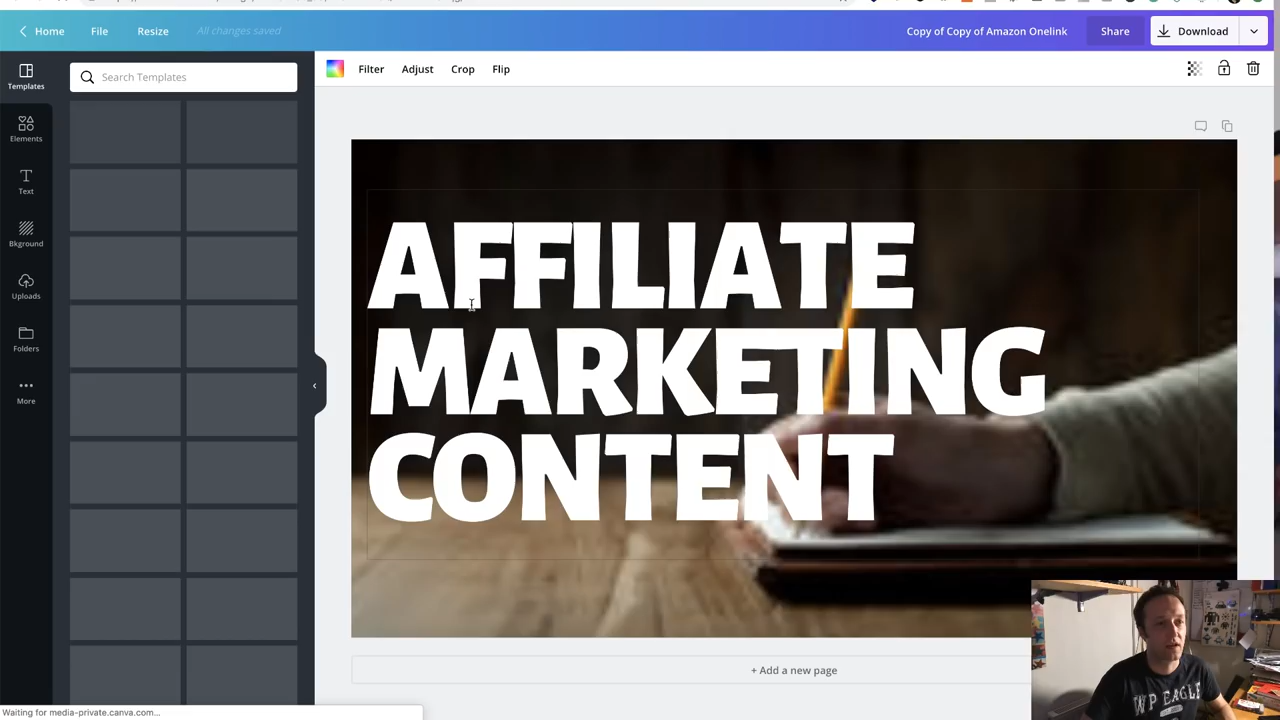 Home
File
Resize
All changes saved
Copy of Copy of Amazon Onelink
Share
Download
Templates
Search Templates
Filter
Adjust
Crop
Flip
Elements
Text
Bkground
Uploads
Folders
More
AFFILIATE
MARKETING
CONTENT
+ Add a new page
WP EAGLE
Waiting for media-private.canva.com...